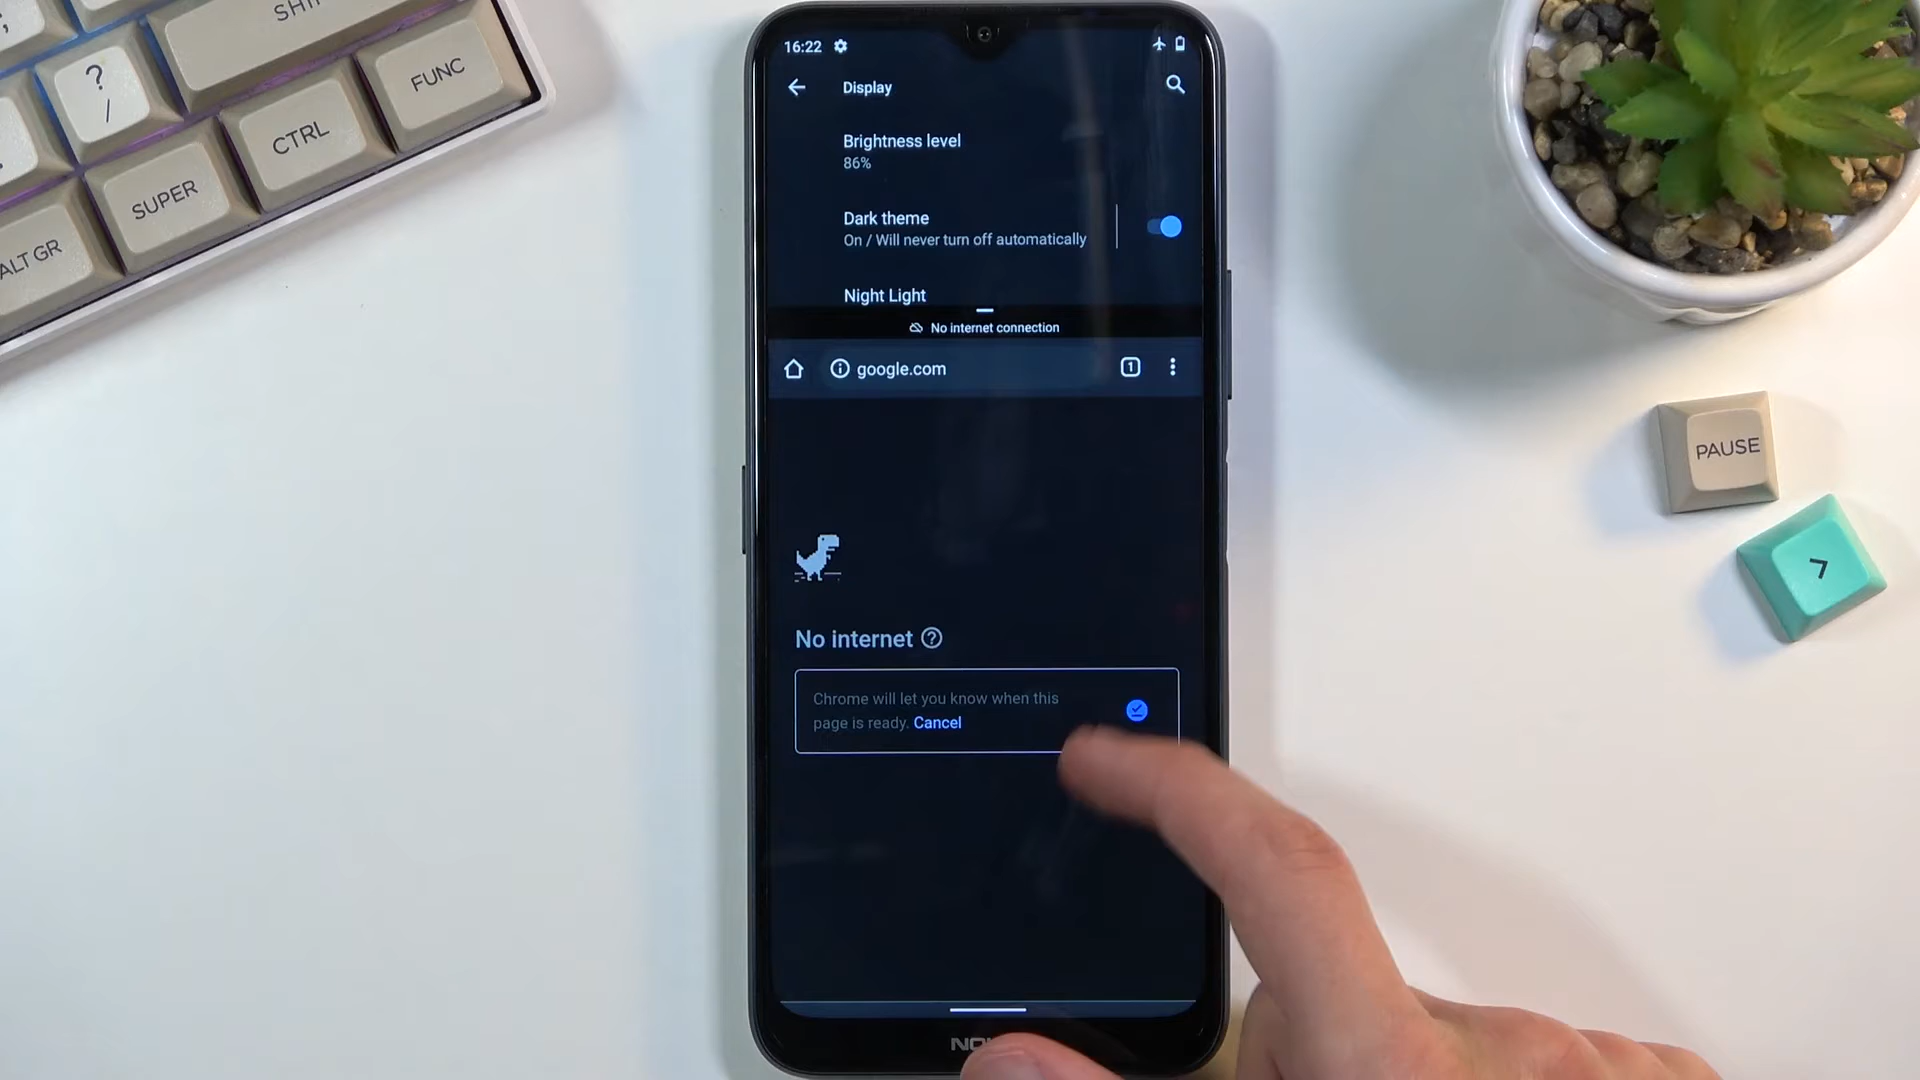 16:22
Display
Brightness level
86%
Dark theme
On / Will never turn off automatically
Night Light
No internet connection
google.com
1
No internet
Chrome will let you know when this
page is ready. Cancel
?
/
FUNC
CTRL
SUPER
ALT GR
PAUSE